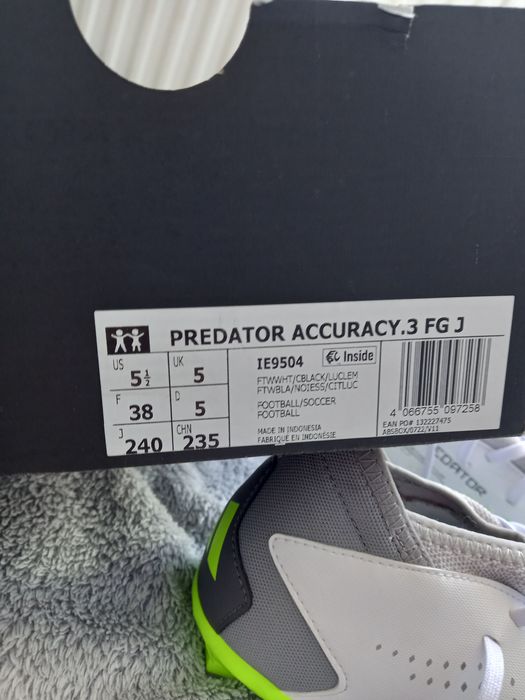 PREDATOR ACCURACY.3 FG J
US
5½
UK
5
F
38
D
5
J
240
CHN
235
IE9504
Inside
FTWWHT/CBLACK/LUCLEM
FTWBLA/NOIESS/CITLUC
FOOTBALL/SOCCER
FOOTBALL
MADE IN INDONESIA
FABRIQUE EN INDONÉSIE
4 066755 097258
EAN PO# 132227475
ABSBOX/0722/V11